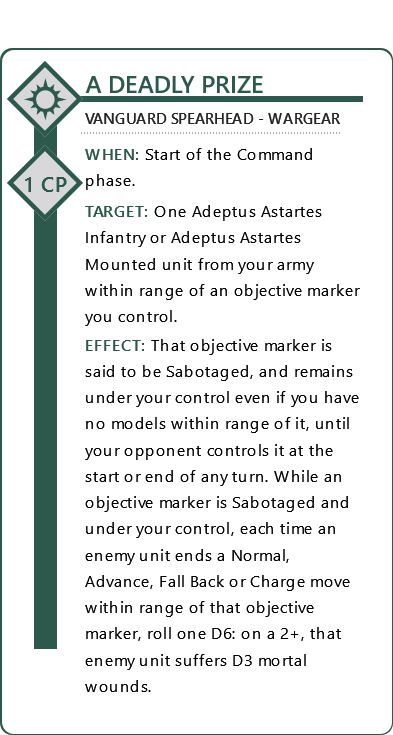 A DEADLY PRIZE
VANGUARD SPEARHEAD - WARGEAR
WHEN: Start of the Command
phase.
1 CP
TARGET: One Adeptus Astartes
Infantry or Adeptus Astartes
Mounted unit from your army
within range of an objective marker
you control.
EFFECT: That objective marker is
said to be Sabotaged, and remains
under your control even if you have
no models within range of it, until
your opponent controls it at the
start or end of any turn. While an
objective marker is Sabotaged and
under your control, each time an
enemy unit ends a Normal,
Advance, Fall Back or Charge move
within range of that objective
marker, roll one D6: on a 2+, that
enemy unit suffers D3 mortal
wounds.